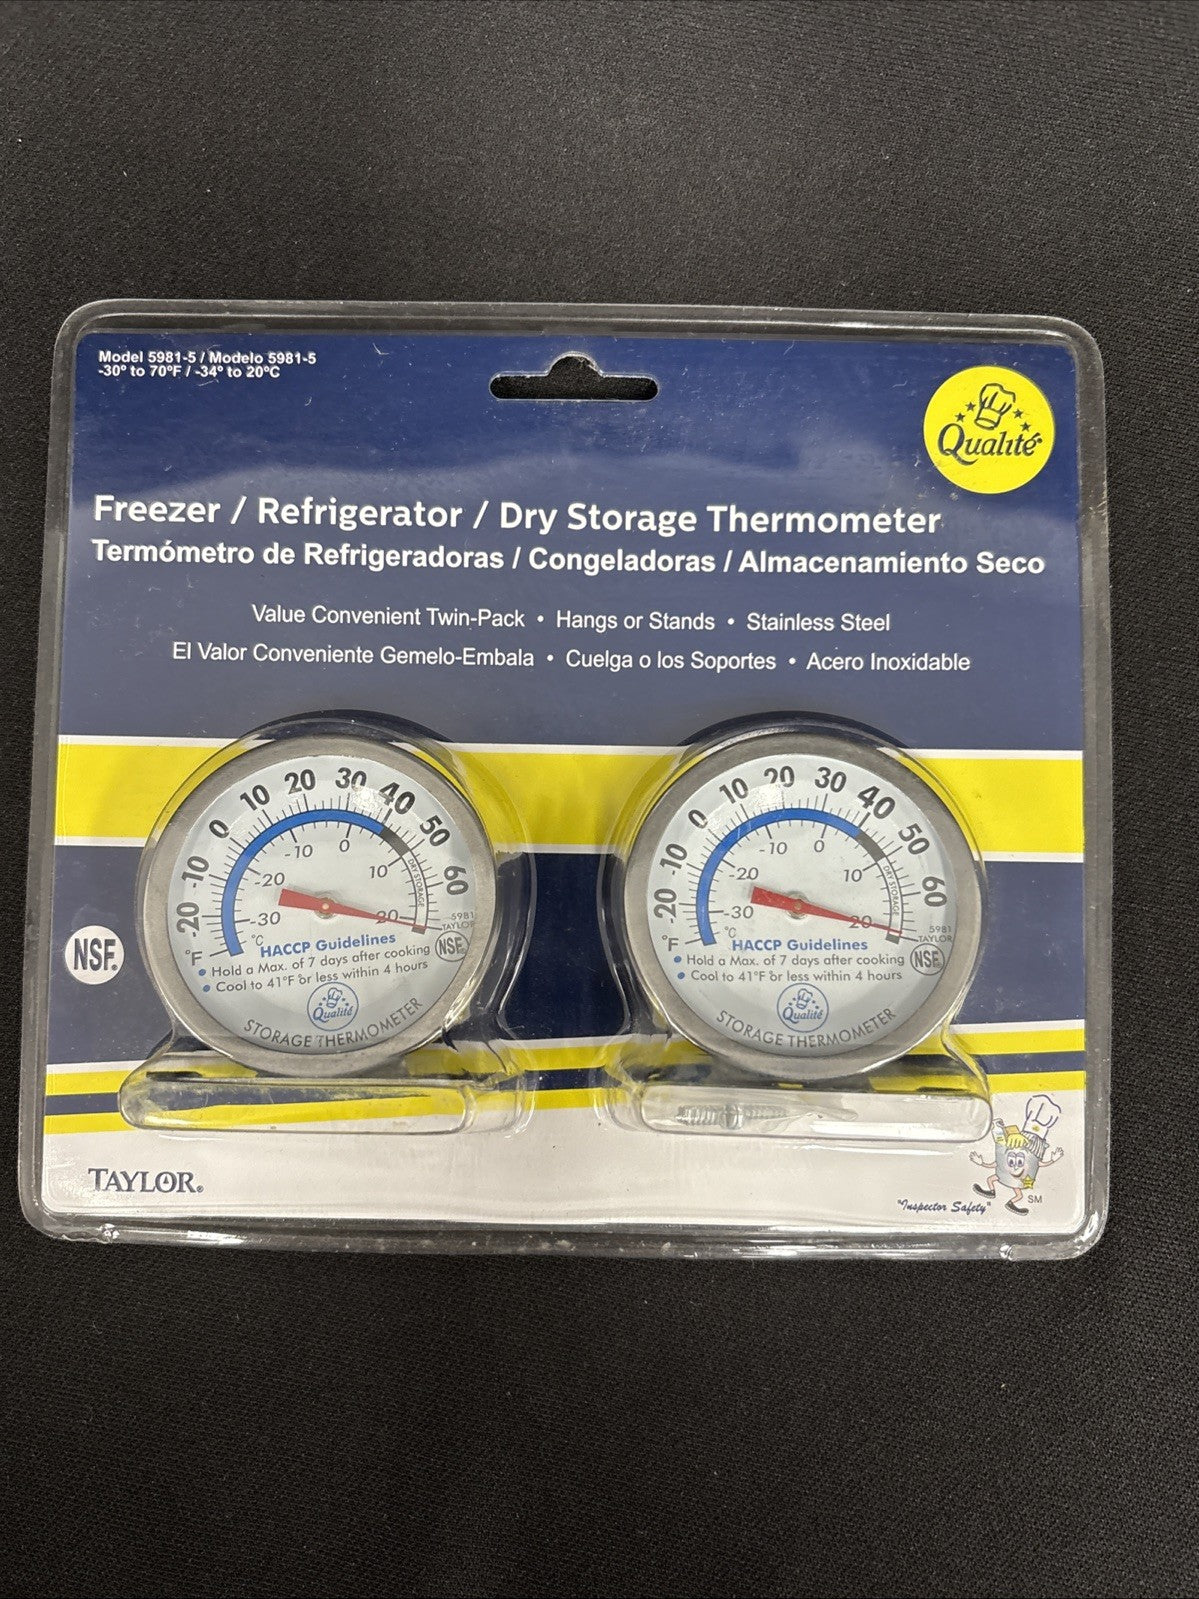 Model 5981-5 / Modelo 5981-5
-30° to 70°F / -34° to 20°C
Qualité
Freezer / Refrigerator / Dry Storage Thermometer
Termómetro de Refrigeradoras / Congeladoras / Almacenamiento Seco
Value Convenient Twin-Pack • Hangs or Stands • Stainless Steel
El Valor Conveniente Gemelo-Embala • Cuelga o los Soportes • Acero Inoxidable
°F -20 -10 0 10 20 30 40 50 60
°C -30 -20 -10 0 10 20
DRY STORAGE
5981
TAYLOR
HACCP Guidelines
NSF
• Hold a Max. of 7 days after cooking
• Cool to 41°F or less within 4 hours
Qualité
STORAGE THERMOMETER
°F -20 -10 0 10 20 30 40 50 60
°C -30 -20 -10 0 10 20
DRY STORAGE
5981
TAYLOR
HACCP Guidelines
NSF
• Hold a Max. of 7 days after cooking
• Cool to 41°F or less within 4 hours
Qualité
STORAGE THERMOMETER
NSF®
TAYLOR®
"Inspector Safety" SM